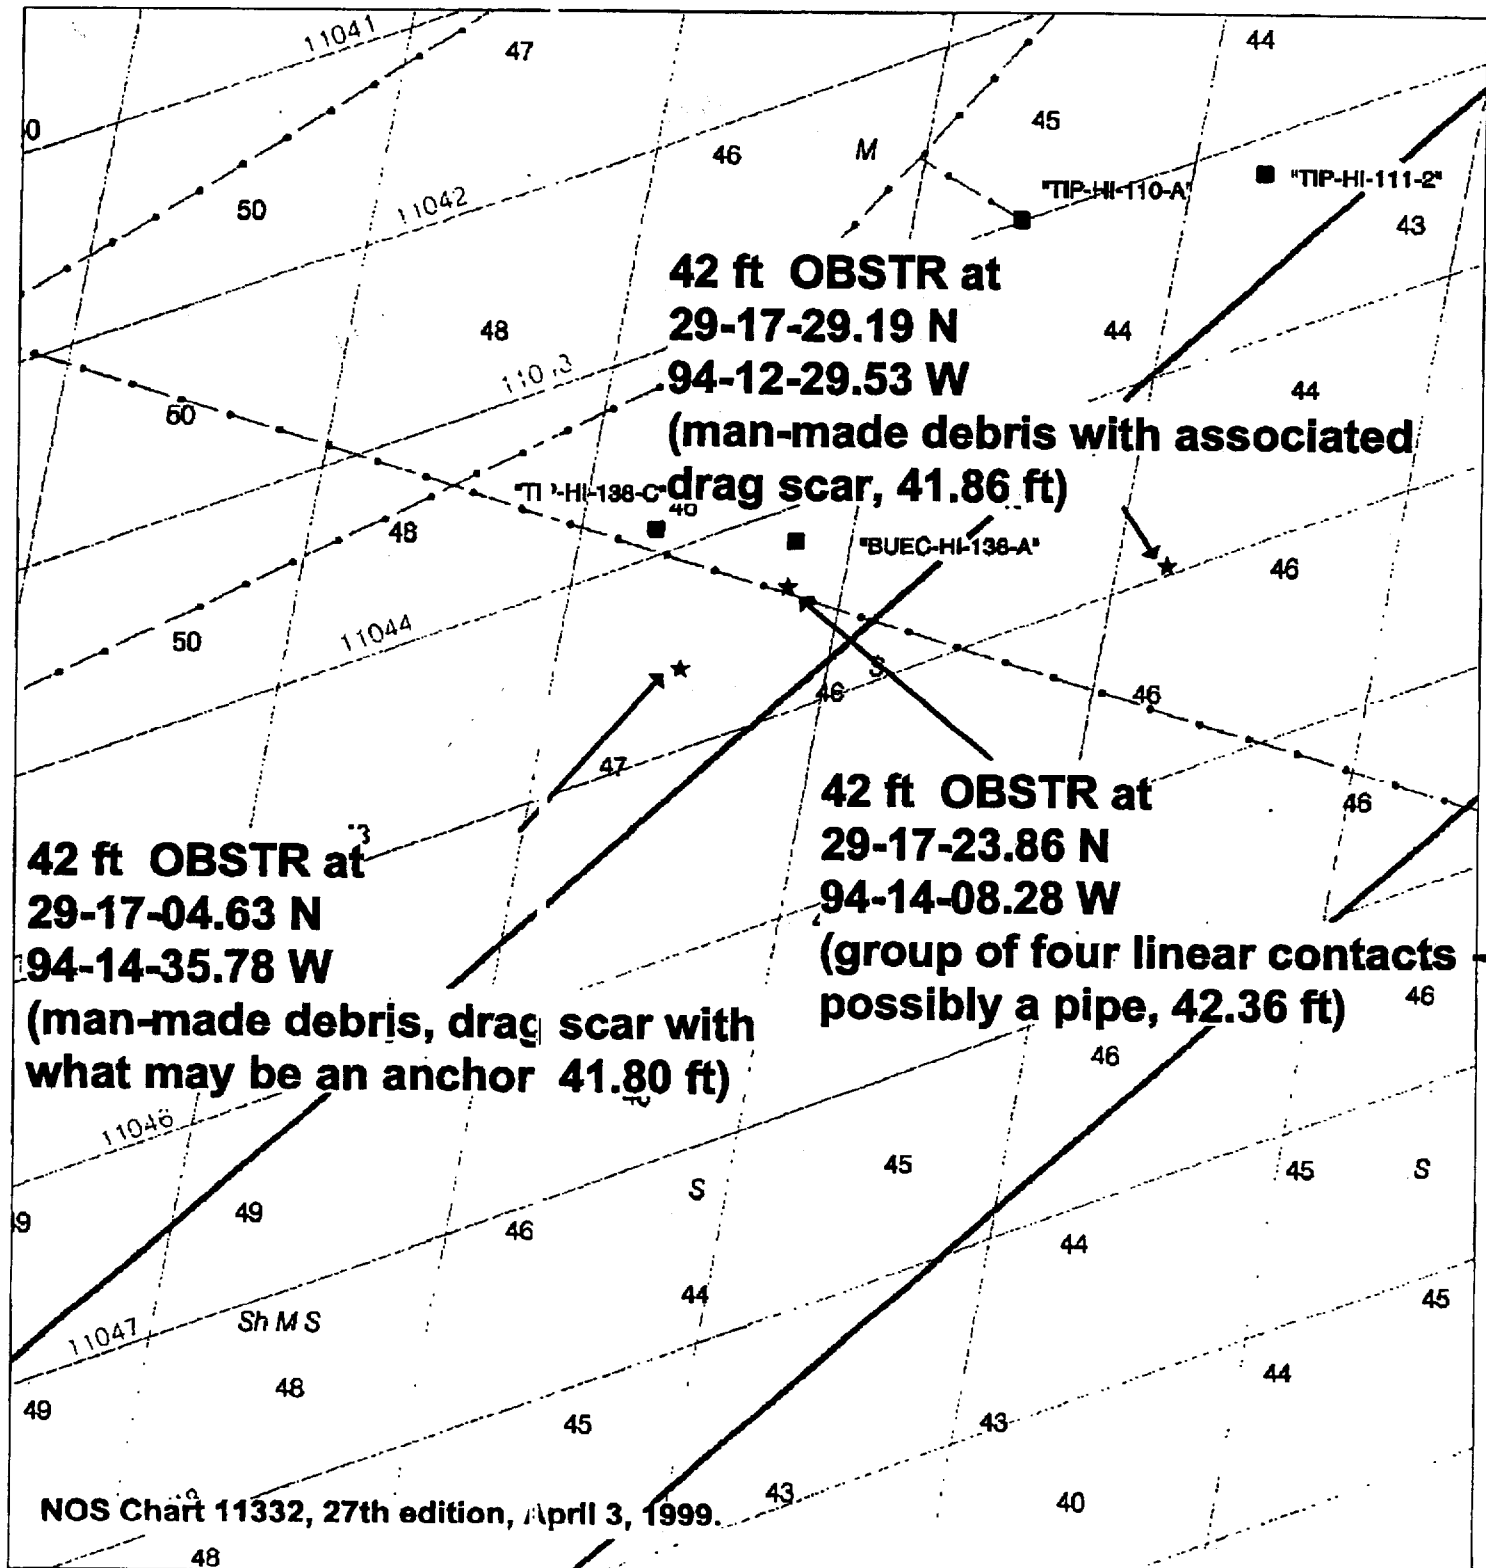 11041
47
44
45
46
M
"TIP-HI-110-A"
"TIP-HI-111-2"
50
11042
43
42 ft OBSTR at
29-17-29.19 N
94-12-29.53 W
(man-made debris with associated
drag scar, 41.86 ft)
48
44
44
50
48
"BUEC-HI-138-A"
46
50
11044
S
46
46
47
46
42 ft OBSTR at
29-17-23.86 N
94-14-08.28 W
(group of four linear contacts -
possibly a pipe, 42.36 ft)
42 ft OBSTR at
29-17-04.63 N
94-14-35.78 W
(man-made debris, drag scar with
what may be an anchor 41.80 ft)
46
46
11046
45
45
S
S
49
46
44
44
45
11047
Sh M S
48
44
49
45
43
43
40
NOS Chart 11332, 27th edition, April 3, 1999.
48